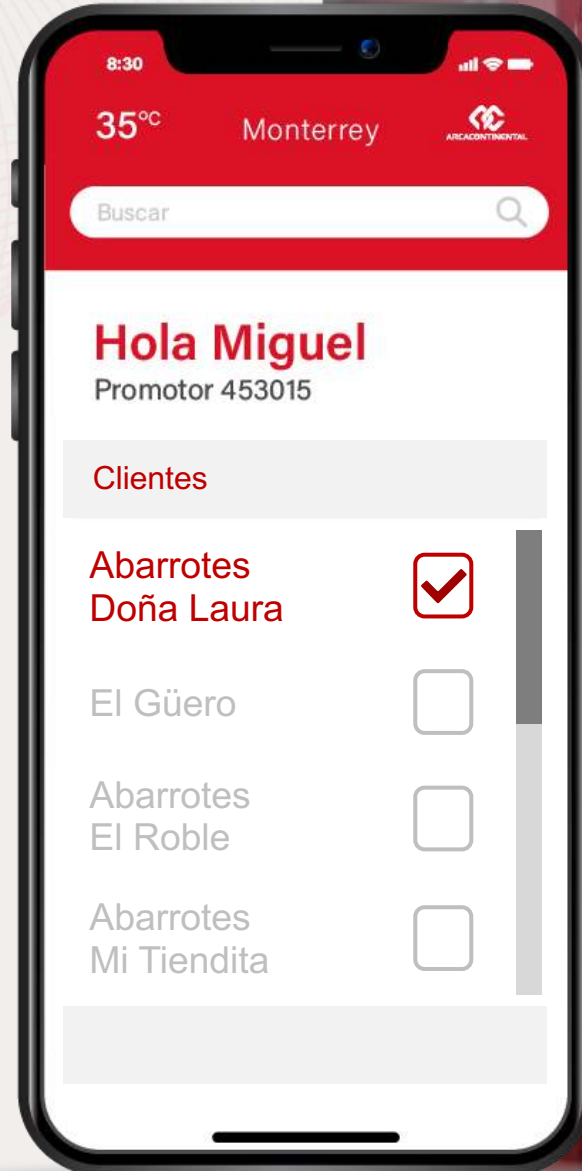 8:30
35°C Monterrey ARCACONTINENTAL
Buscar
Hola Miguel
Promotor 453015
Clientes
Abarrotes
Doña Laura
El Güero
Abarrotes
El Roble
Abarrotes
Mi Tiendita